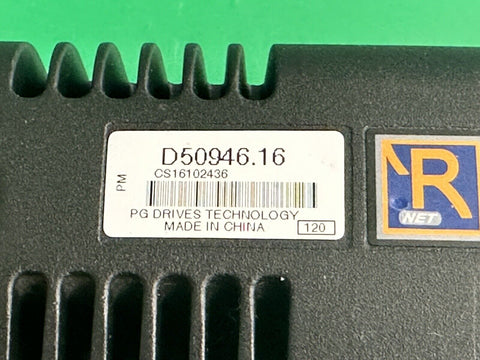 D50946.16
CS16102436
PM
PG DRIVES TECHNOLOGY
MADE IN CHINA
120
R
NET